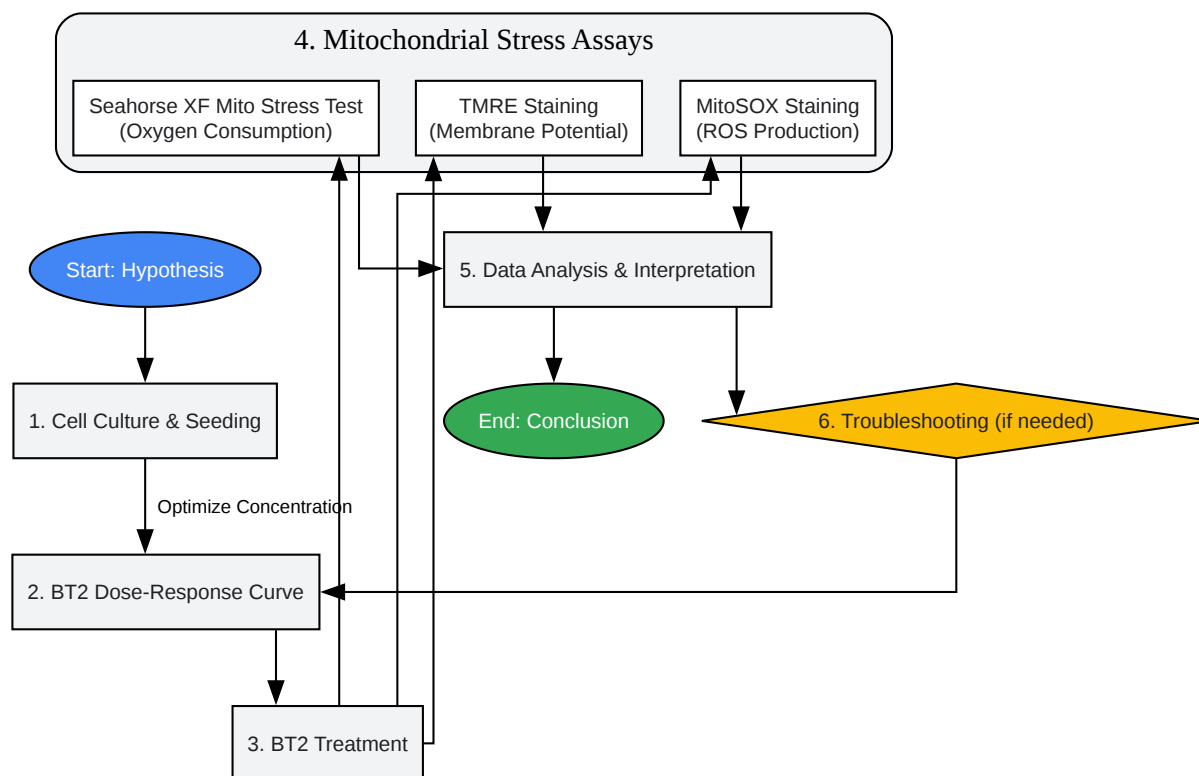 4. Mitochondrial Stress Assays
Seahorse XF Mito Stress Test
(Oxygen Consumption)
TMRE Staining
(Membrane Potential)
MitoSOX Staining
(ROS Production)
Start: Hypothesis
5. Data Analysis & Interpretation
1. Cell Culture & Seeding
End: Conclusion
6. Troubleshooting (if needed)
Optimize Concentration
2. BT2 Dose-Response Curve
3. BT2 Treatment